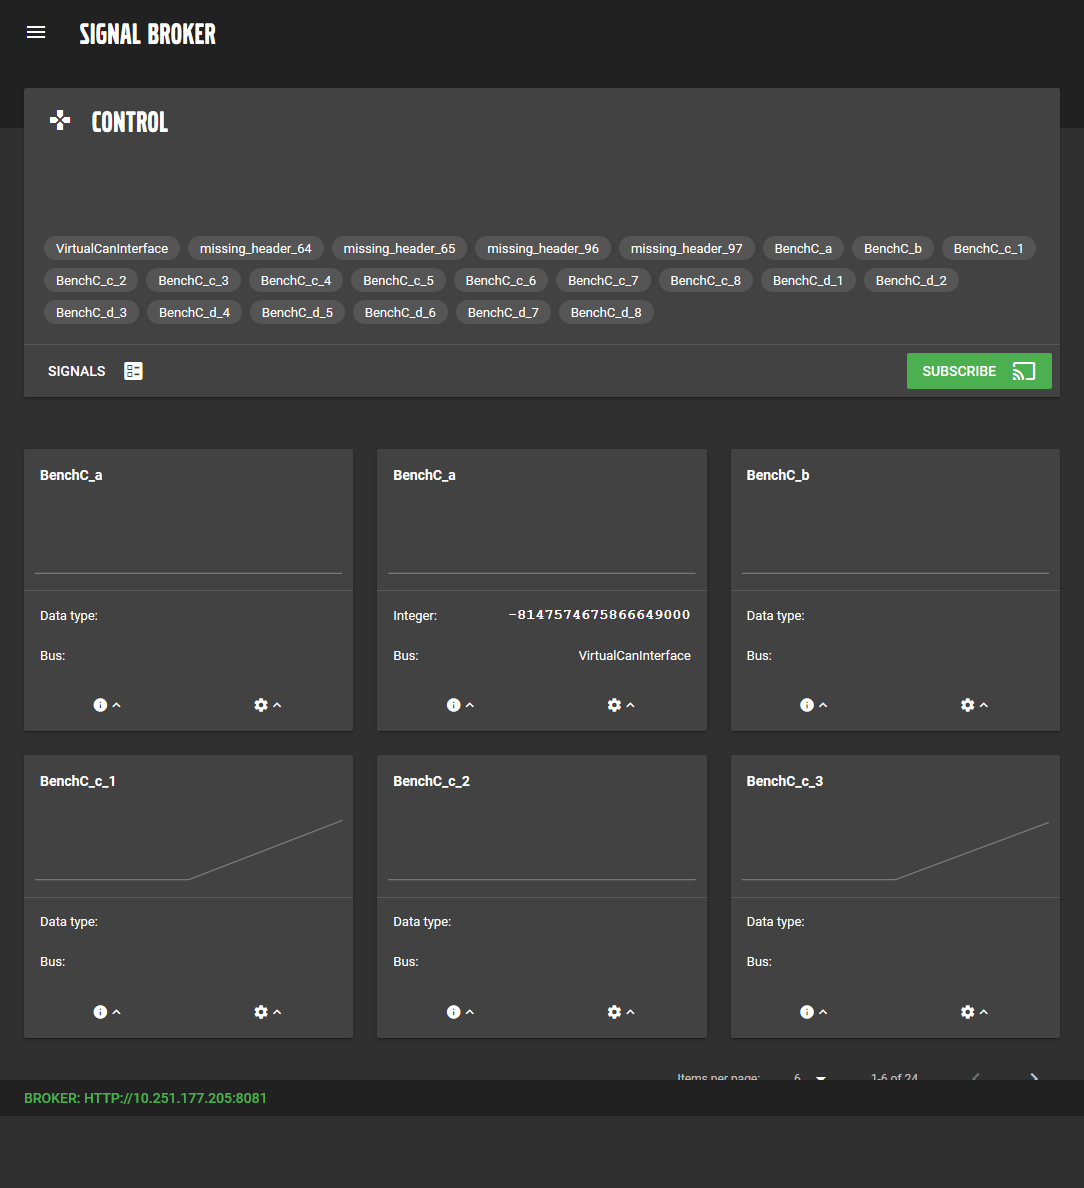 SIGNAL BROKER
CONTROL
VirtualCanInterface missing_header_64 missing_header_65 missing_header_96 missing_header_97 BenchC_a BenchC_b BenchC_c_1
BenchC_c_2 BenchC_c_3 BenchC_c_4 BenchC_c_5 BenchC_c_6 BenchC_c_7 BenchC_c_8 BenchC_d_1 BenchC_d_2
BenchC_d_3 BenchC_d_4 BenchC_d_5 BenchC_d_6 BenchC_d_7 BenchC_d_8
SIGNALS SUBSCRIBE
BenchC_a BenchC_a BenchC_b
Data type: Integer: -8147574675866649000 Data type:
Bus: Bus: VirtualCanInterface Bus:
BenchC_c_1 BenchC_c_2 BenchC_c_3
Data type: Data type: Data type:
Bus: Bus: Bus:
Items per page: 6 1-6 of 24
BROKER: HTTP://10.251.177.205:8081